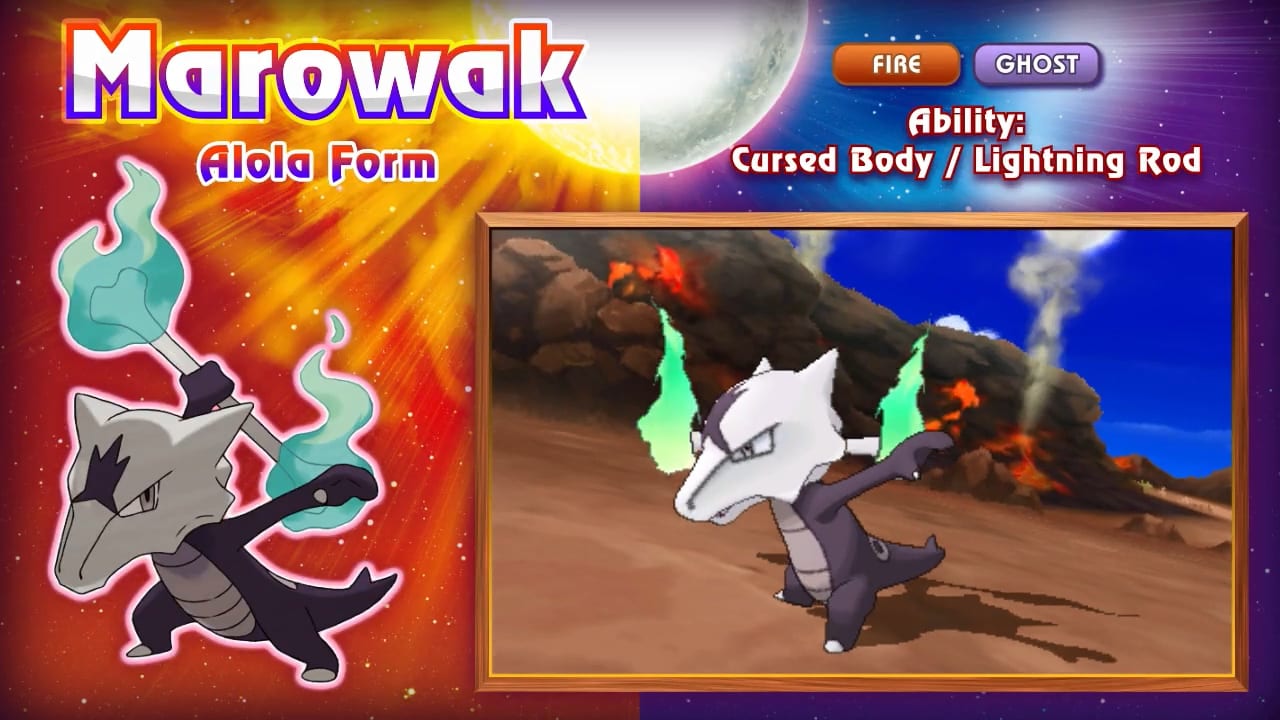 Marowak
Alola Form
FIRE
GHOST
Ability:
Cursed Body / Lightning Rod